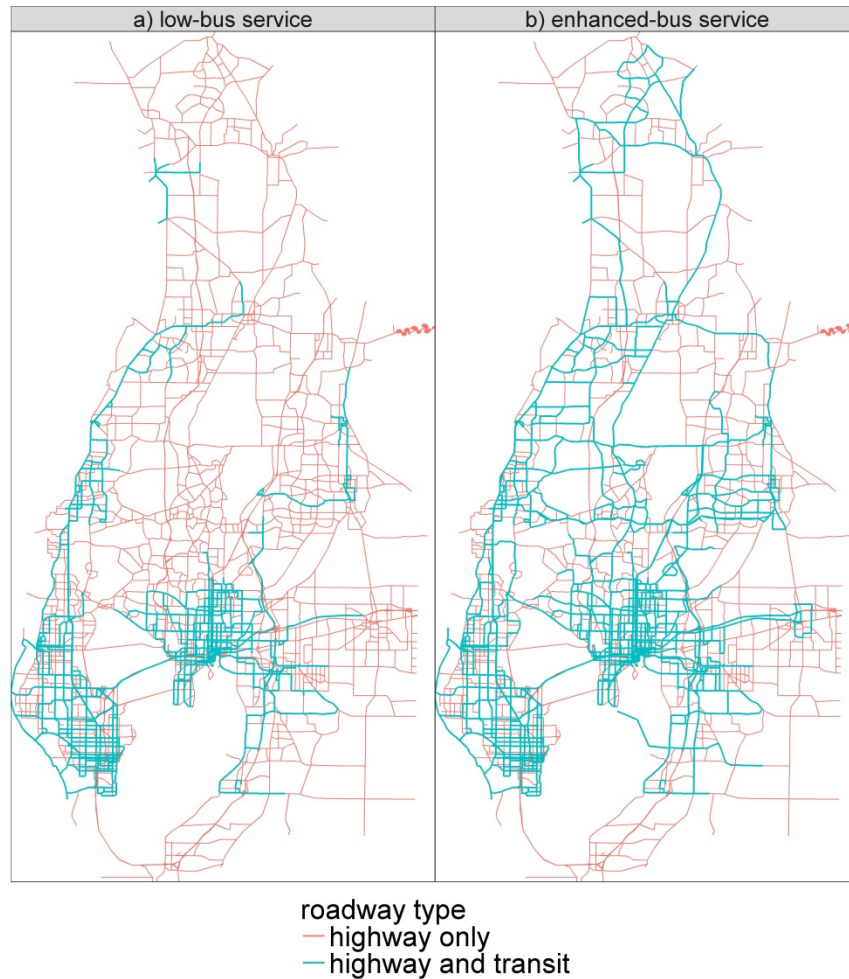 a) low-bus service
b) enhanced-bus service
roadway type
highway only
highway and transit